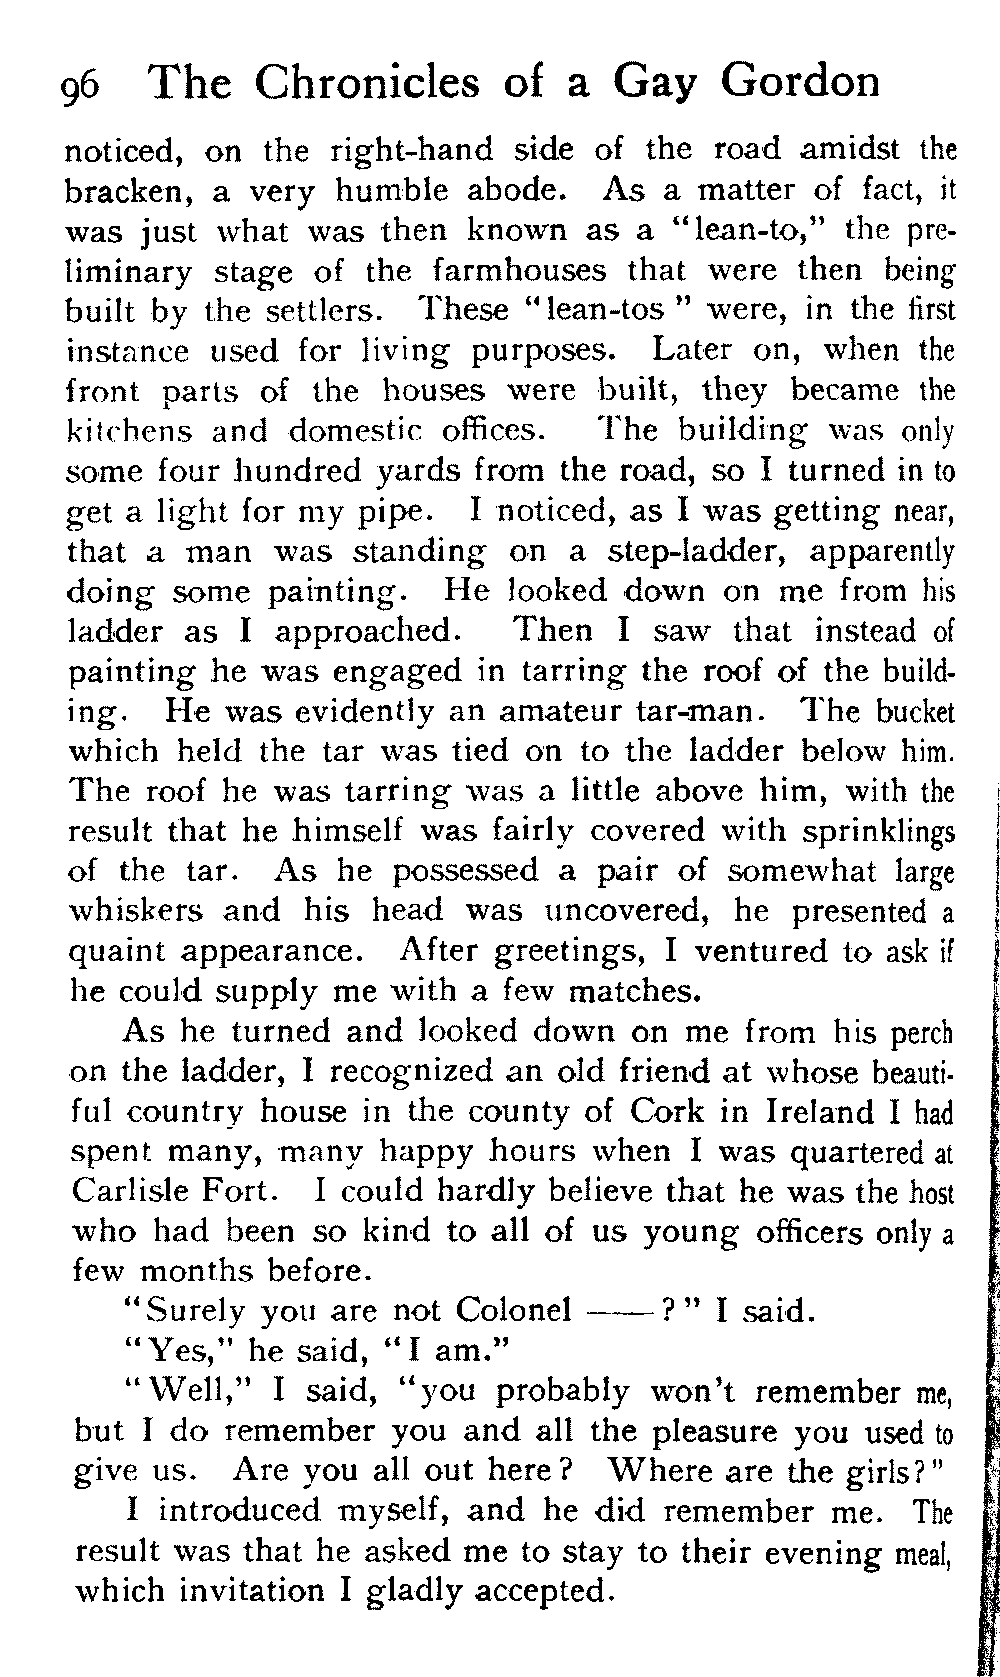 96 The Chronicles of a Gay Gordon
noticed, on the right-hand side of the road amidst the
bracken, a very humble abode. As a matter of fact, it
was just what was then known as a “lean-to,” the pre-
liminary stage of the farmhouses that were then being
built by the settlers. These “lean-tos” were, in the first
instance used for living purposes. Later on, when the
front parts of the houses were built, they became the
kitchens and domestic offices. The building was only
some four hundred yards from the road, so I turned in to
get a light for my pipe. I noticed, as I was getting near,
that a man was standing on a step-ladder, apparently
doing some painting. He looked down on me from his
ladder as I approached. Then I saw that instead of
painting he was engaged in tarring the roof of the build-
ing. He was evidently an amateur tar-man. The bucket
which held the tar was tied on to the ladder below him.
The roof he was tarring was a little above him, with the
result that he himself was fairly covered with sprinklings
of the tar. As he possessed a pair of somewhat large
whiskers and his head was uncovered, he presented a
quaint appearance. After greetings, I ventured to ask if
he could supply me with a few matches.
As he turned and looked down on me from his perch
on the ladder, I recognized an old friend at whose beauti-
ful country house in the county of Cork in Ireland I had
spent many, many happy hours when I was quartered at
Carlisle Fort. I could hardly believe that he was the host
who had been so kind to all of us young officers only a
few months before.
“Surely you are not Colonel ——?” I said.
“Yes,” he said, “I am.”
“Well,” I said, “you probably won’t remember me,
but I do remember you and all the pleasure you used to
give us. Are you all out here? Where are the girls?”
I introduced myself, and he did remember me. The
result was that he asked me to stay to their evening meal,
which invitation I gladly accepted.